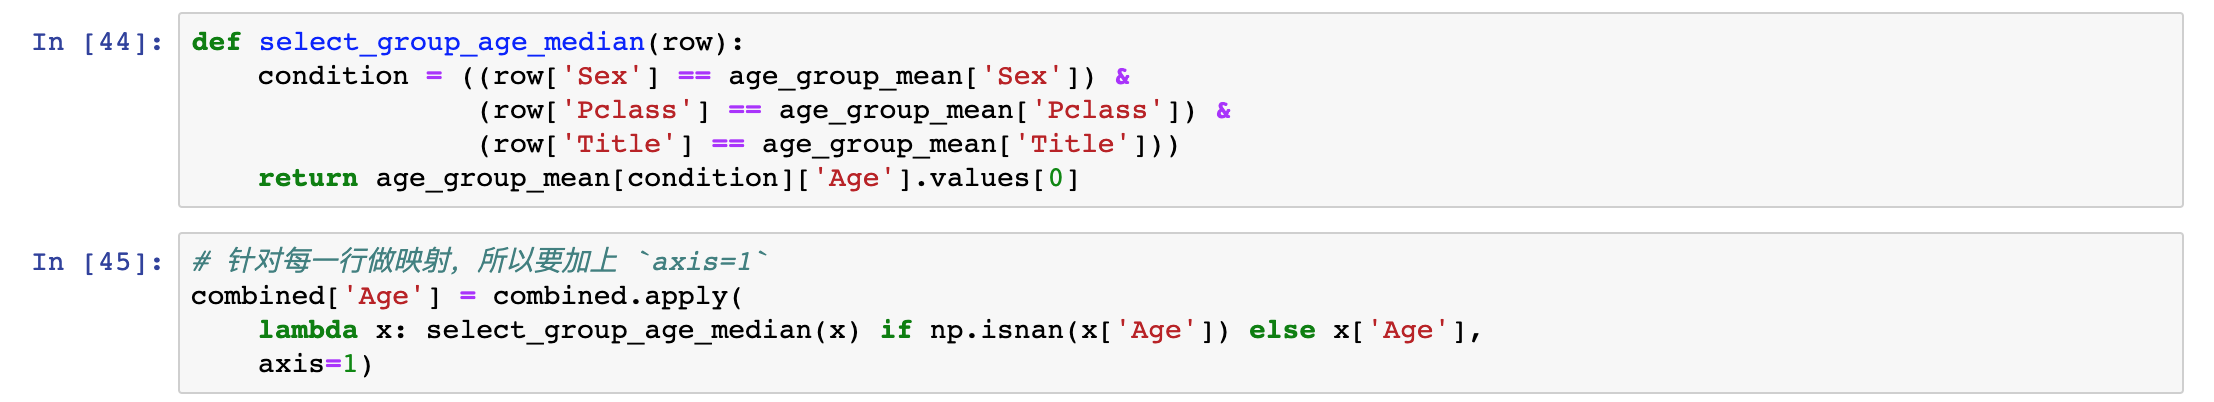 In [44]:
def select_group_age_median(row):
    condition = ((row['Sex'] == age_group_mean['Sex']) &
                 (row['Pclass'] == age_group_mean['Pclass']) &
                 (row['Title'] == age_group_mean['Title']))
    return age_group_mean[condition]['Age'].values[0]
In [45]:
# 针对每一行做映射, 所以要加上 `axis=1`
combined['Age'] = combined.apply(
    lambda x: select_group_age_median(x) if np.isnan(x['Age']) else x['Age'],
    axis=1)